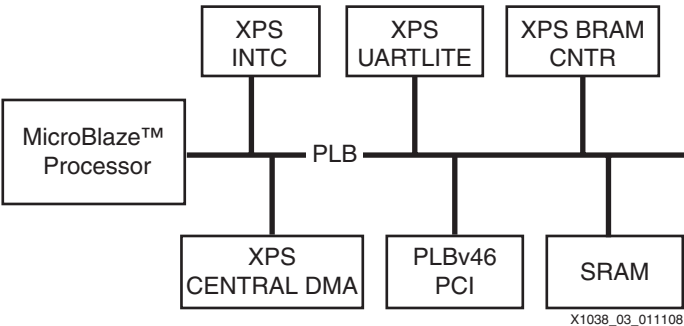 XPS
INTC
XPS
UARTLITE
XPS BRAM
CNTR
MicroBlaze™
Processor
PLB
XPS
CENTRAL DMA
PLBv46
PCI
SRAM
X1038_03_011108